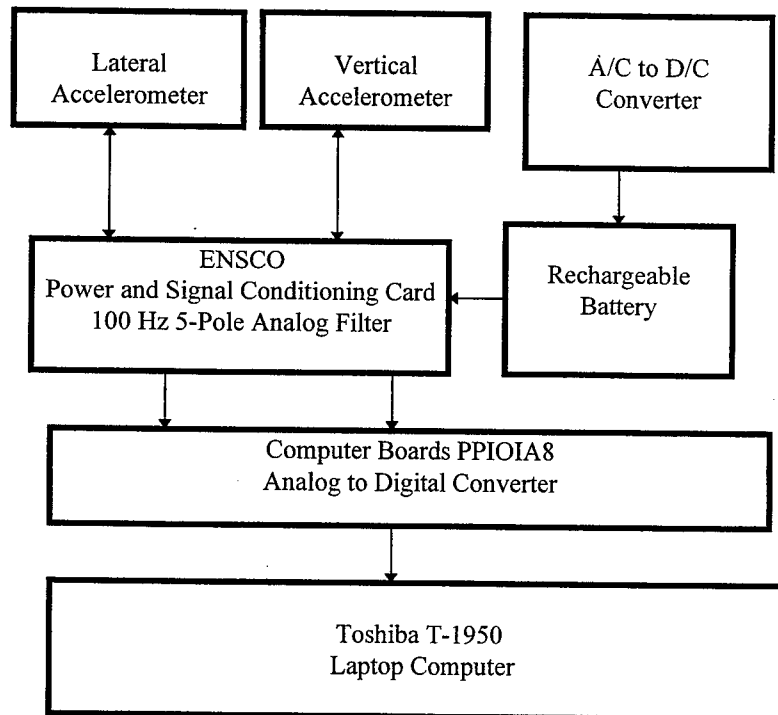 Lateral
Accelerometer
Vertical
Accelerometer
A/C to D/C
Converter
ENSCO
Power and Signal Conditioning Card
100 Hz 5-Pole Analog Filter
Rechargeable
Battery
Computer Boards PPIOIA8
Analog to Digital Converter
Toshiba T-1950
Laptop Computer